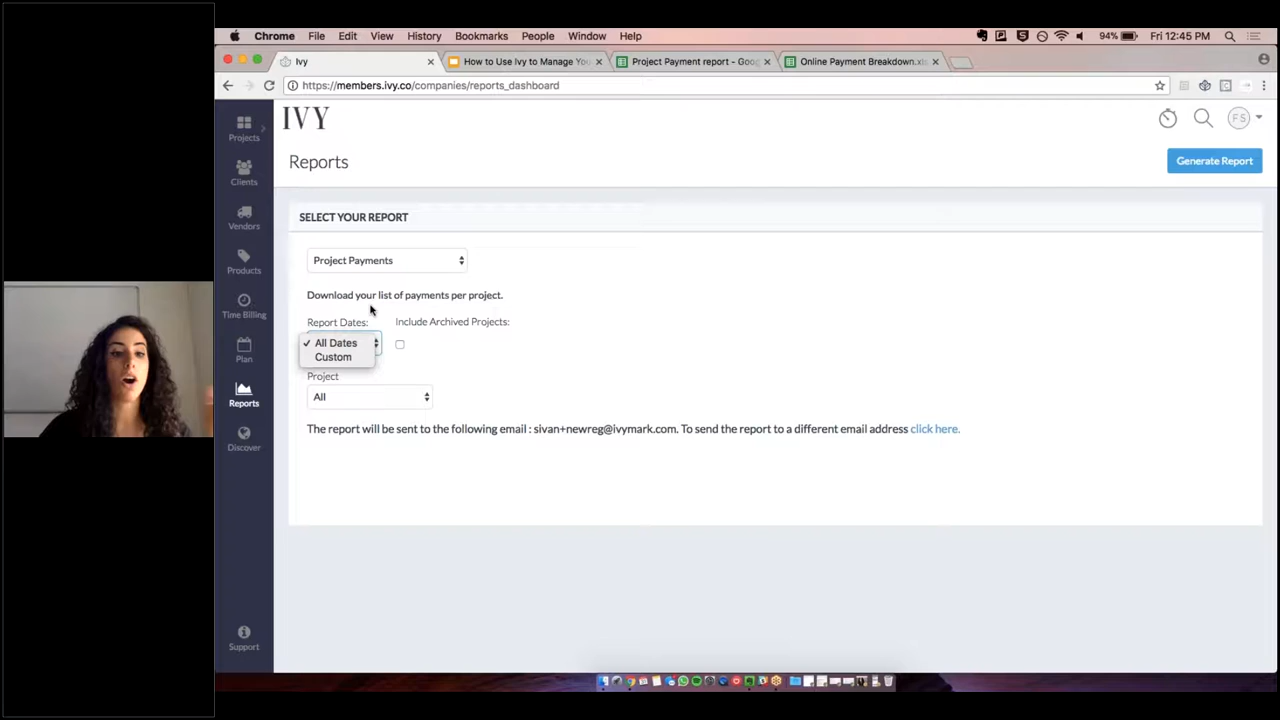 Chrome File Edit View History Bookmarks People Window Help 94% Fri 12:45 PM
Ivy How to Use Ivy to Manage You Project Payment report - Goog Online Payment Breakdown.xls
https://members.ivy.co/companies/reports_dashboard
IVY
FS
Projects
Clients
Vendors
Products
Time Billing
Plan
Reports
Discover
Support
Reports
Generate Report
SELECT YOUR REPORT
Project Payments
Download your list of payments per project.
Report Dates: Include Archived Projects:
✓ All Dates
Custom
Project
All
The report will be sent to the following email : sivan+newreg@ivymark.com. To send the report to a different email address click here.